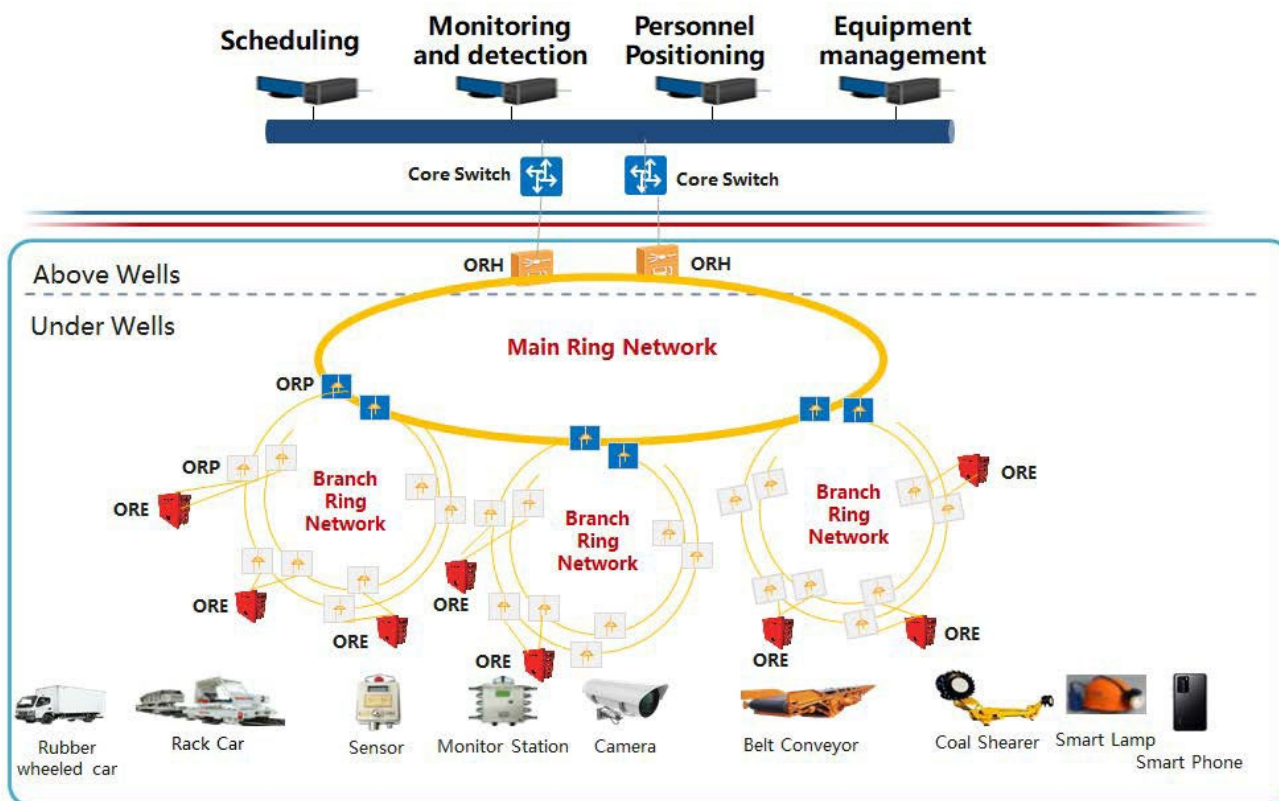 Scheduling
Monitoring
and detection
Personnel
Positioning
Equipment
management
Core Switch
Core Switch
ORH
ORH
Above Wells
Under Wells
Main Ring Network
ORP
ORP
ORE
Branch
Ring
Network
Branch
Ring
Network
Branch
Ring
Network
ORE
ORE
ORE
ORE
ORE
ORE
ORE
Rubber
wheeled car
Rack Car
Sensor
Monitor Station
Camera
Belt Conveyor
Coal Shearer
Smart Lamp
Smart Phone